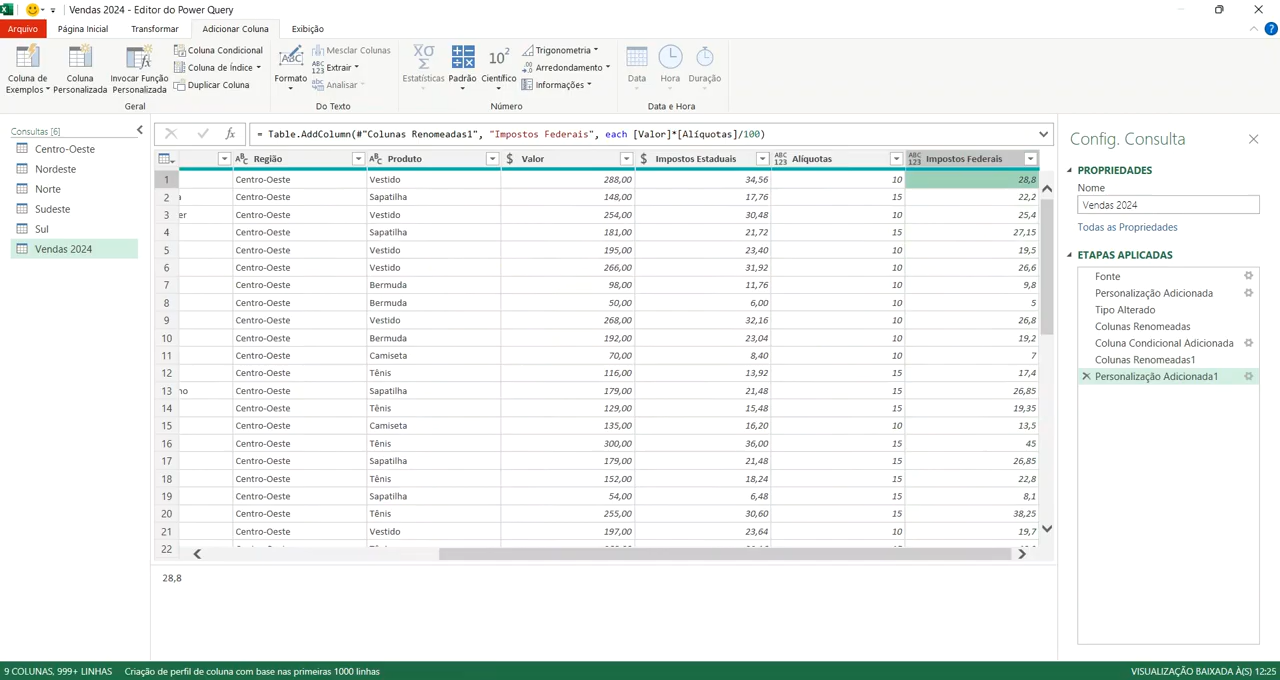 Vendas 2024 - Editor do Power Query
Arquivo Página Inicial Transformar Adicionar Coluna Exibição
Coluna de Exemplos
Coluna Personalizada
Invocar Função Personalizada
Coluna Condicional
Coluna de Índice
Duplicar Coluna
Geral
Formato
Mesclar Colunas
Extrair
Analisar
Do Texto
Estatísticas
Padrão
Científico
Trigonometria
Arredondamento
Informações
Número
Data
Hora
Duração
Data e Hora
Consultas [6]
Centro-Oeste
Nordeste
Norte
Sudeste
Sul
Vendas 2024
= Table.AddColumn(#"Colunas Renomeadas1", "Impostos Federais", each [Valor]*[Alíquotas]/100)
Região Produto Valor Impostos Estaduais Alíquotas Impostos Federais
1 Centro-Oeste Vestido 288,00 34,56 10 28,8
2 a Centro-Oeste Sapatilha 148,00 17,76 15 22,2
3 er Centro-Oeste Vestido 254,00 30,48 10 25,4
4 Centro-Oeste Sapatilha 181,00 21,72 15 27,15
5 Centro-Oeste Vestido 195,00 23,40 10 19,5
6 Centro-Oeste Vestido 266,00 31,92 10 26,6
7 Centro-Oeste Bermuda 98,00 11,76 10 9,8
8 Centro-Oeste Bermuda 50,00 6,00 10 5
9 Centro-Oeste Vestido 268,00 32,16 10 26,8
10 Centro-Oeste Bermuda 192,00 23,04 10 19,2
11 Centro-Oeste Camiseta 70,00 8,40 10 7
12 Centro-Oeste Tênis 116,00 13,92 15 17,4
13 no Centro-Oeste Sapatilha 179,00 21,48 15 26,85
14 Centro-Oeste Tênis 129,00 15,48 15 19,35
15 Centro-Oeste Camiseta 135,00 16,20 10 13,5
16 Centro-Oeste Tênis 300,00 36,00 15 45
17 Centro-Oeste Sapatilha 179,00 21,48 15 26,85
18 Centro-Oeste Tênis 152,00 18,24 15 22,8
19 Centro-Oeste Sapatilha 54,00 6,48 15 8,1
20 Centro-Oeste Tênis 255,00 30,60 15 38,25
21 Centro-Oeste Vestido 197,00 23,64 10 19,7
22
28,8
Config. Consulta
PROPRIEDADES
Nome
Vendas 2024
Todas as Propriedades
ETAPAS APLICADAS
Fonte
Personalização Adicionada
Tipo Alterado
Colunas Renomeadas
Coluna Condicional Adicionada
Colunas Renomeadas1
Personalização Adicionada1
9 COLUNAS, 999+ LINHAS Criação de perfil de coluna com base nas primeiras 1000 linhas VISUALIZAÇÃO BAIXADA À(S) 12:25